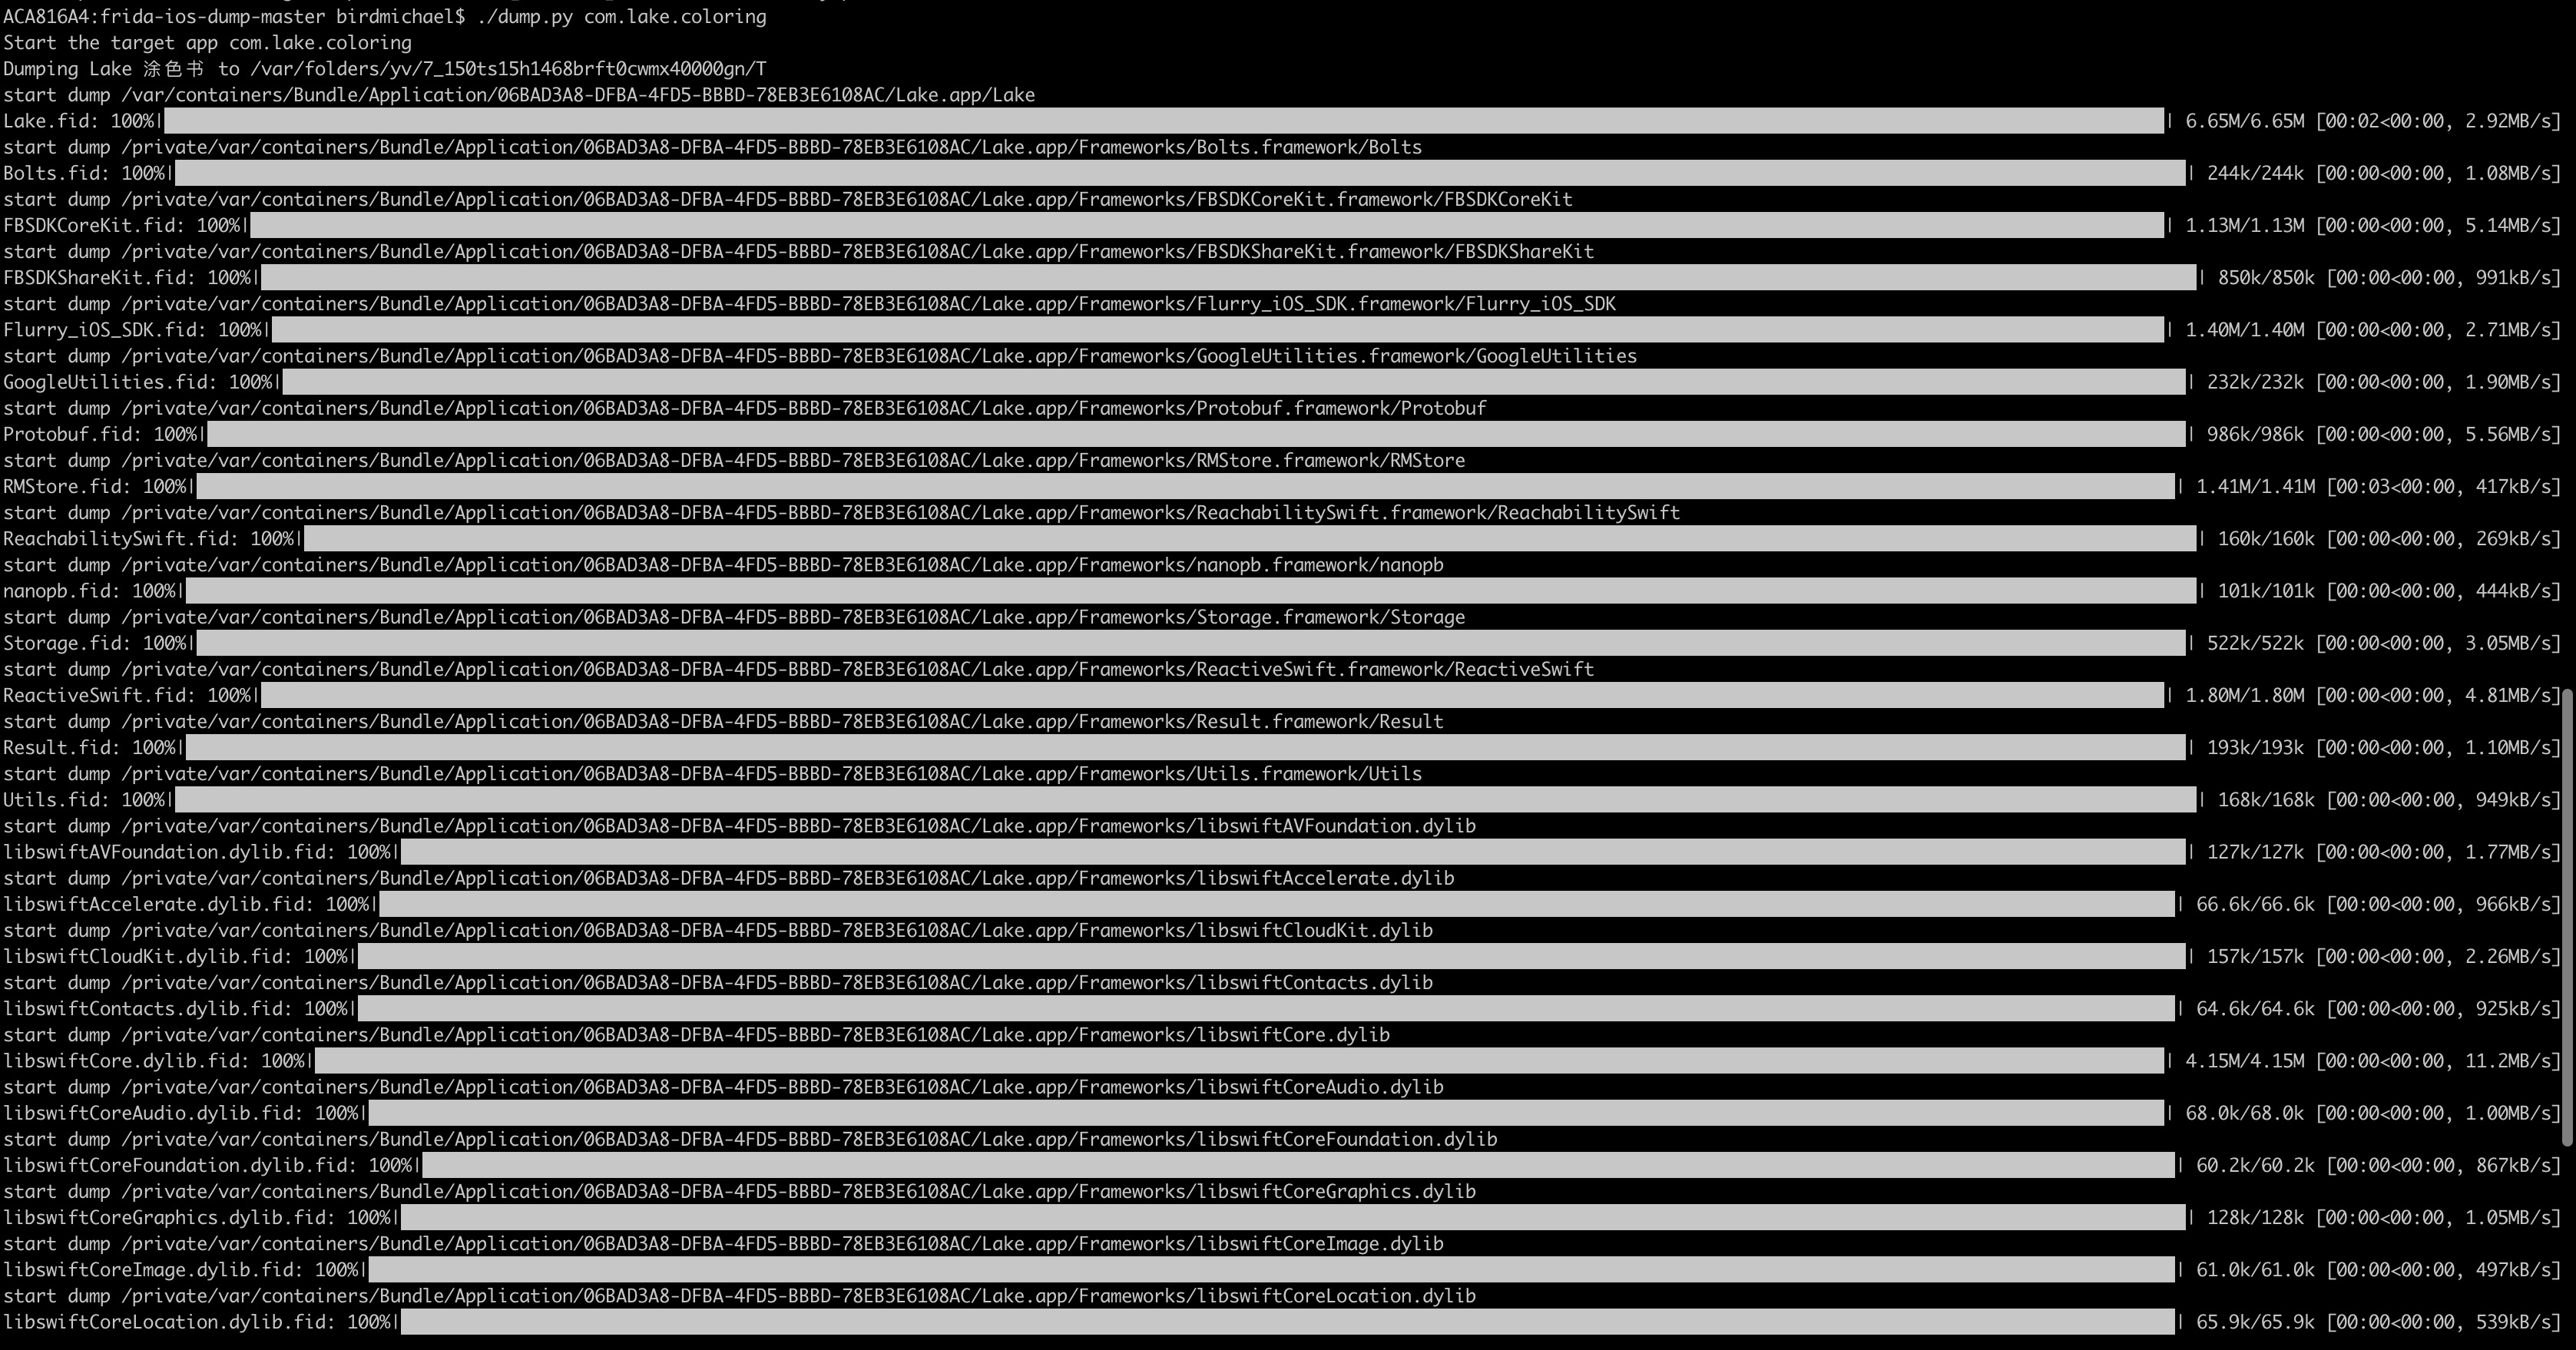 ACA816A4:frida-ios-dump-master birdmichael$ ./dump.py com.lake.coloring
Start the target app com.lake.coloring
Dumping Lake 涂色书 to /var/folders/yv/7_150ts15h1468brft0cwmx40000gn/T
start dump /var/containers/Bundle/Application/06BAD3A8-DFBA-4FD5-BBBD-78EB3E6108AC/Lake.app/Lake
Lake.fid: 100%| | 6.65M/6.65M [00:02<00:00, 2.92MB/s]
start dump /private/var/containers/Bundle/Application/06BAD3A8-DFBA-4FD5-BBBD-78EB3E6108AC/Lake.app/Frameworks/Bolts.framework/Bolts
Bolts.fid: 100%| | 244k/244k [00:00<00:00, 1.08MB/s]
start dump /private/var/containers/Bundle/Application/06BAD3A8-DFBA-4FD5-BBBD-78EB3E6108AC/Lake.app/Frameworks/FBSDKCoreKit.framework/FBSDKCoreKit
FBSDKCoreKit.fid: 100%| | 1.13M/1.13M [00:00<00:00, 5.14MB/s]
start dump /private/var/containers/Bundle/Application/06BAD3A8-DFBA-4FD5-BBBD-78EB3E6108AC/Lake.app/Frameworks/FBSDKShareKit.framework/FBSDKShareKit
FBSDKShareKit.fid: 100%| | 850k/850k [00:00<00:00, 991kB/s]
start dump /private/var/containers/Bundle/Application/06BAD3A8-DFBA-4FD5-BBBD-78EB3E6108AC/Lake.app/Frameworks/Flurry_iOS_SDK.framework/Flurry_iOS_SDK
Flurry_iOS_SDK.fid: 100%| | 1.40M/1.40M [00:00<00:00, 2.71MB/s]
start dump /private/var/containers/Bundle/Application/06BAD3A8-DFBA-4FD5-BBBD-78EB3E6108AC/Lake.app/Frameworks/GoogleUtilities.framework/GoogleUtilities
GoogleUtilities.fid: 100%| | 232k/232k [00:00<00:00, 1.90MB/s]
start dump /private/var/containers/Bundle/Application/06BAD3A8-DFBA-4FD5-BBBD-78EB3E6108AC/Lake.app/Frameworks/Protobuf.framework/Protobuf
Protobuf.fid: 100%| | 986k/986k [00:00<00:00, 5.56MB/s]
start dump /private/var/containers/Bundle/Application/06BAD3A8-DFBA-4FD5-BBBD-78EB3E6108AC/Lake.app/Frameworks/RMStore.framework/RMStore
RMStore.fid: 100%| | 1.41M/1.41M [00:03<00:00, 417kB/s]
start dump /private/var/containers/Bundle/Application/06BAD3A8-DFBA-4FD5-BBBD-78EB3E6108AC/Lake.app/Frameworks/ReachabilitySwift.framework/ReachabilitySwift
ReachabilitySwift.fid: 100%| | 160k/160k [00:00<00:00, 269kB/s]
start dump /private/var/containers/Bundle/Application/06BAD3A8-DFBA-4FD5-BBBD-78EB3E6108AC/Lake.app/Frameworks/nanopb.framework/nanopb
nanopb.fid: 100%| | 101k/101k [00:00<00:00, 444kB/s]
start dump /private/var/containers/Bundle/Application/06BAD3A8-DFBA-4FD5-BBBD-78EB3E6108AC/Lake.app/Frameworks/Storage.framework/Storage
Storage.fid: 100%| | 522k/522k [00:00<00:00, 3.05MB/s]
start dump /private/var/containers/Bundle/Application/06BAD3A8-DFBA-4FD5-BBBD-78EB3E6108AC/Lake.app/Frameworks/ReactiveSwift.framework/ReactiveSwift
ReactiveSwift.fid: 100%| | 1.80M/1.80M [00:00<00:00, 4.81MB/s]
start dump /private/var/containers/Bundle/Application/06BAD3A8-DFBA-4FD5-BBBD-78EB3E6108AC/Lake.app/Frameworks/Result.framework/Result
Result.fid: 100%| | 193k/193k [00:00<00:00, 1.10MB/s]
start dump /private/var/containers/Bundle/Application/06BAD3A8-DFBA-4FD5-BBBD-78EB3E6108AC/Lake.app/Frameworks/Utils.framework/Utils
Utils.fid: 100%| | 168k/168k [00:00<00:00, 949kB/s]
start dump /private/var/containers/Bundle/Application/06BAD3A8-DFBA-4FD5-BBBD-78EB3E6108AC/Lake.app/Frameworks/libswiftAVFoundation.dylib
libswiftAVFoundation.dylib.fid: 100%| | 127k/127k [00:00<00:00, 1.77MB/s]
start dump /private/var/containers/Bundle/Application/06BAD3A8-DFBA-4FD5-BBBD-78EB3E6108AC/Lake.app/Frameworks/libswiftAccelerate.dylib
libswiftAccelerate.dylib.fid: 100%| | 66.6k/66.6k [00:00<00:00, 966kB/s]
start dump /private/var/containers/Bundle/Application/06BAD3A8-DFBA-4FD5-BBBD-78EB3E6108AC/Lake.app/Frameworks/libswiftCloudKit.dylib
libswiftCloudKit.dylib.fid: 100%| | 157k/157k [00:00<00:00, 2.26MB/s]
start dump /private/var/containers/Bundle/Application/06BAD3A8-DFBA-4FD5-BBBD-78EB3E6108AC/Lake.app/Frameworks/libswiftContacts.dylib
libswiftContacts.dylib.fid: 100%| | 64.6k/64.6k [00:00<00:00, 925kB/s]
start dump /private/var/containers/Bundle/Application/06BAD3A8-DFBA-4FD5-BBBD-78EB3E6108AC/Lake.app/Frameworks/libswiftCore.dylib
libswiftCore.dylib.fid: 100%| | 4.15M/4.15M [00:00<00:00, 11.2MB/s]
start dump /private/var/containers/Bundle/Application/06BAD3A8-DFBA-4FD5-BBBD-78EB3E6108AC/Lake.app/Frameworks/libswiftCoreAudio.dylib
libswiftCoreAudio.dylib.fid: 100%| | 68.0k/68.0k [00:00<00:00, 1.00MB/s]
start dump /private/var/containers/Bundle/Application/06BAD3A8-DFBA-4FD5-BBBD-78EB3E6108AC/Lake.app/Frameworks/libswiftCoreFoundation.dylib
libswiftCoreFoundation.dylib.fid: 100%| | 60.2k/60.2k [00:00<00:00, 867kB/s]
start dump /private/var/containers/Bundle/Application/06BAD3A8-DFBA-4FD5-BBBD-78EB3E6108AC/Lake.app/Frameworks/libswiftCoreGraphics.dylib
libswiftCoreGraphics.dylib.fid: 100%| | 128k/128k [00:00<00:00, 1.05MB/s]
start dump /private/var/containers/Bundle/Application/06BAD3A8-DFBA-4FD5-BBBD-78EB3E6108AC/Lake.app/Frameworks/libswiftCoreImage.dylib
libswiftCoreImage.dylib.fid: 100%| | 61.0k/61.0k [00:00<00:00, 497kB/s]
start dump /private/var/containers/Bundle/Application/06BAD3A8-DFBA-4FD5-BBBD-78EB3E6108AC/Lake.app/Frameworks/libswiftCoreLocation.dylib
libswiftCoreLocation.dylib.fid: 100%| | 65.9k/65.9k [00:00<00:00, 539kB/s]